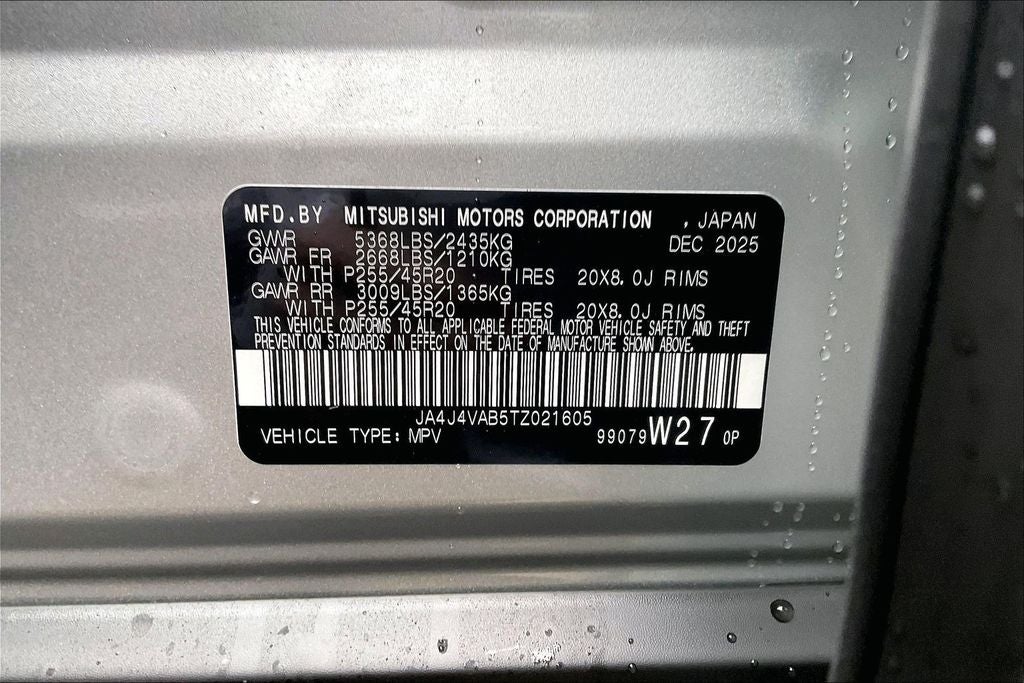 MFD.BY MITSUBISHI MOTORS CORPORATION , JAPAN
GVWR 5368LBS/2435KG DEC 2025
GAWR FR 2668LBS/1210KG
WITH P255/45R20 TIRES 20X8.0J RIMS
GAWR RR 3009LBS/1365KG
WITH P255/45R20 TIRES 20X8.0J RIMS
THIS VEHICLE CONFORMS TO ALL APPLICABLE FEDERAL MOTOR VEHICLE SAFETY AND THEFT
PREVENTION STANDARDS IN EFFECT ON THE DATE OF MANUFACTURE SHOWN ABOVE.
JA4J4VAB5TZ021605
VEHICLE TYPE: MPV 99079 W27 0P